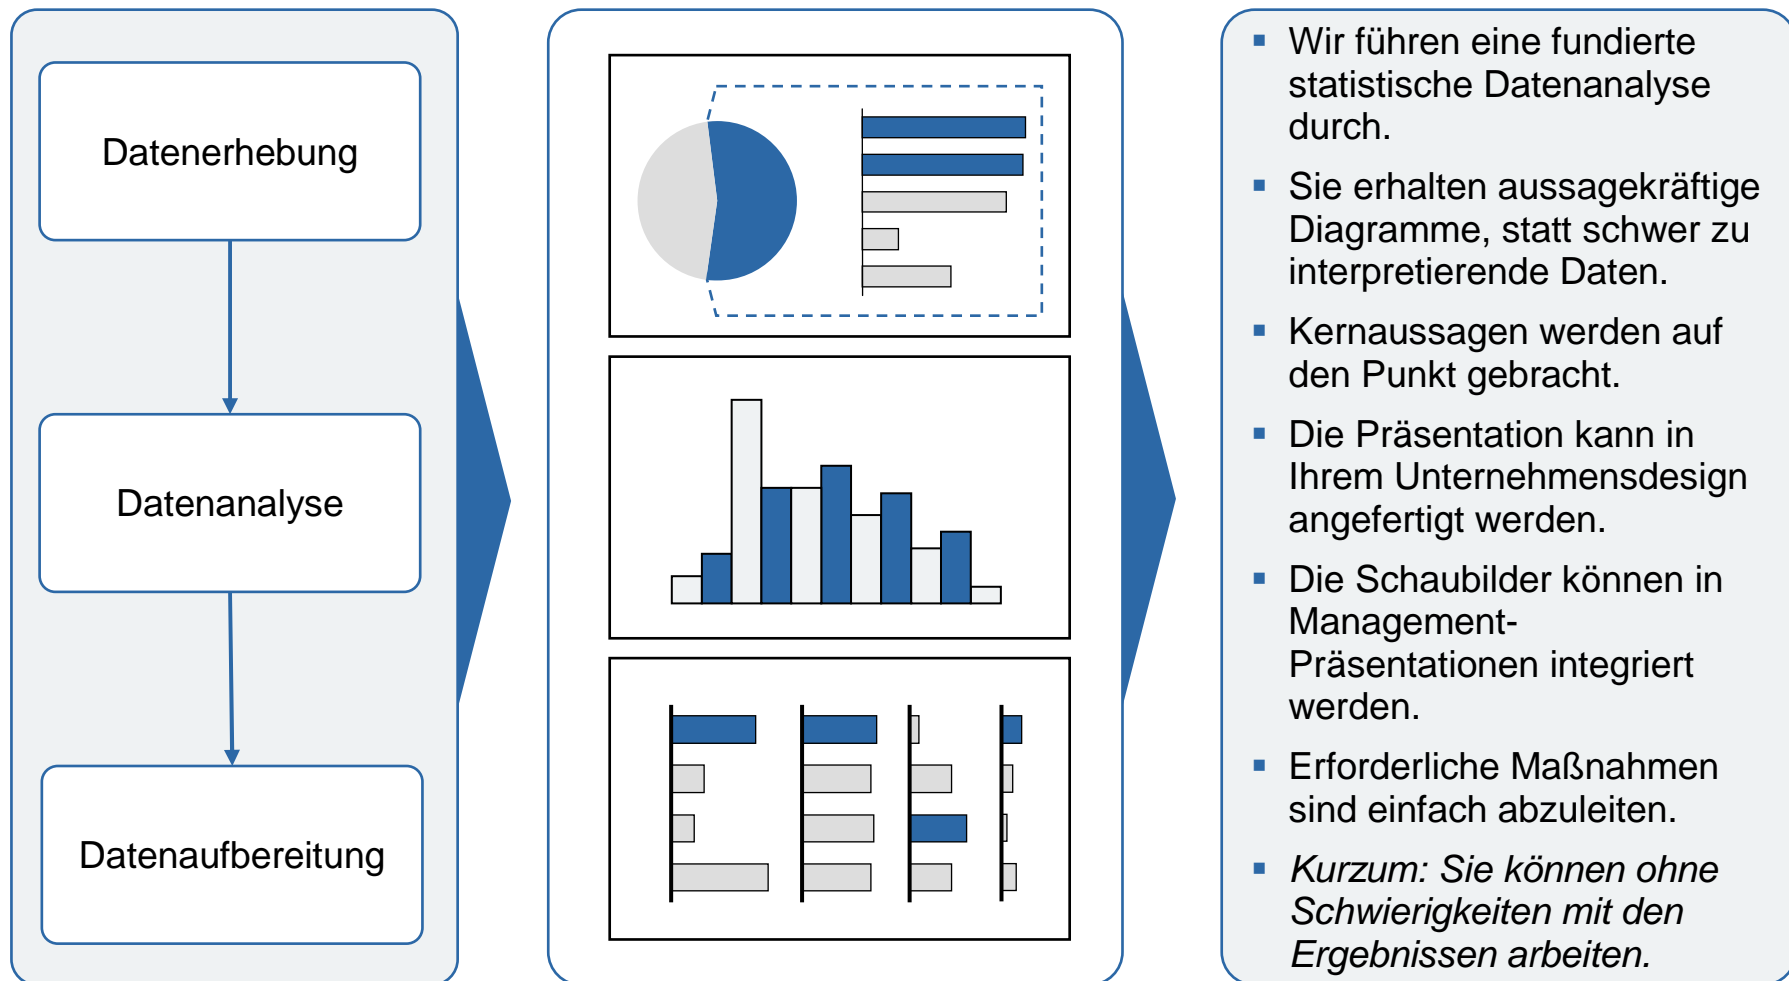 Datenerhebung
Datenanalyse
Datenaufbereitung
▪ Wir führen eine fundierte
statistische Datenanalyse
durch.
▪ Sie erhalten aussagekräftige
Diagramme, statt schwer zu
interpretierende Daten.
▪ Kernaussagen werden auf
den Punkt gebracht.
▪ Die Präsentation kann in
Ihrem Unternehmensdesign
angefertigt werden.
▪ Die Schaubilder können in
Management-
Präsentationen integriert
werden.
▪ Erforderliche Maßnahmen
sind einfach abzuleiten.
▪ Kurzum: Sie können ohne
Schwierigkeiten mit den
Ergebnissen arbeiten.